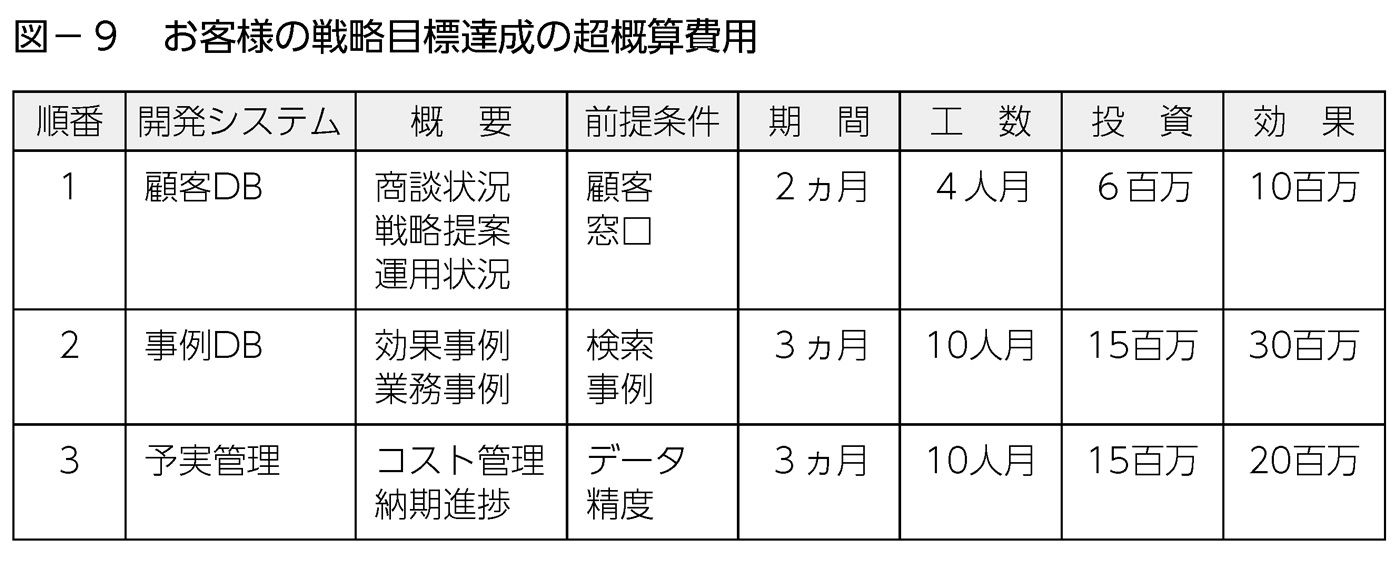 図－９　お客様の戦略目標達成の超概算費用
順番 開発システム 概　要 前提条件 期　間 工　数 投　資 効　果
1 顧客DB 商談状況 顧客 2ヵ月 4人月 6百万 10百万
戦略提案 窓口
運用状況
2 事例DB 効果事例 検索 3ヵ月 10人月 15百万 30百万
業務事例 事例
3 予実管理 コスト管理 データ 3ヵ月 10人月 15百万 20百万
納期進捗 精度